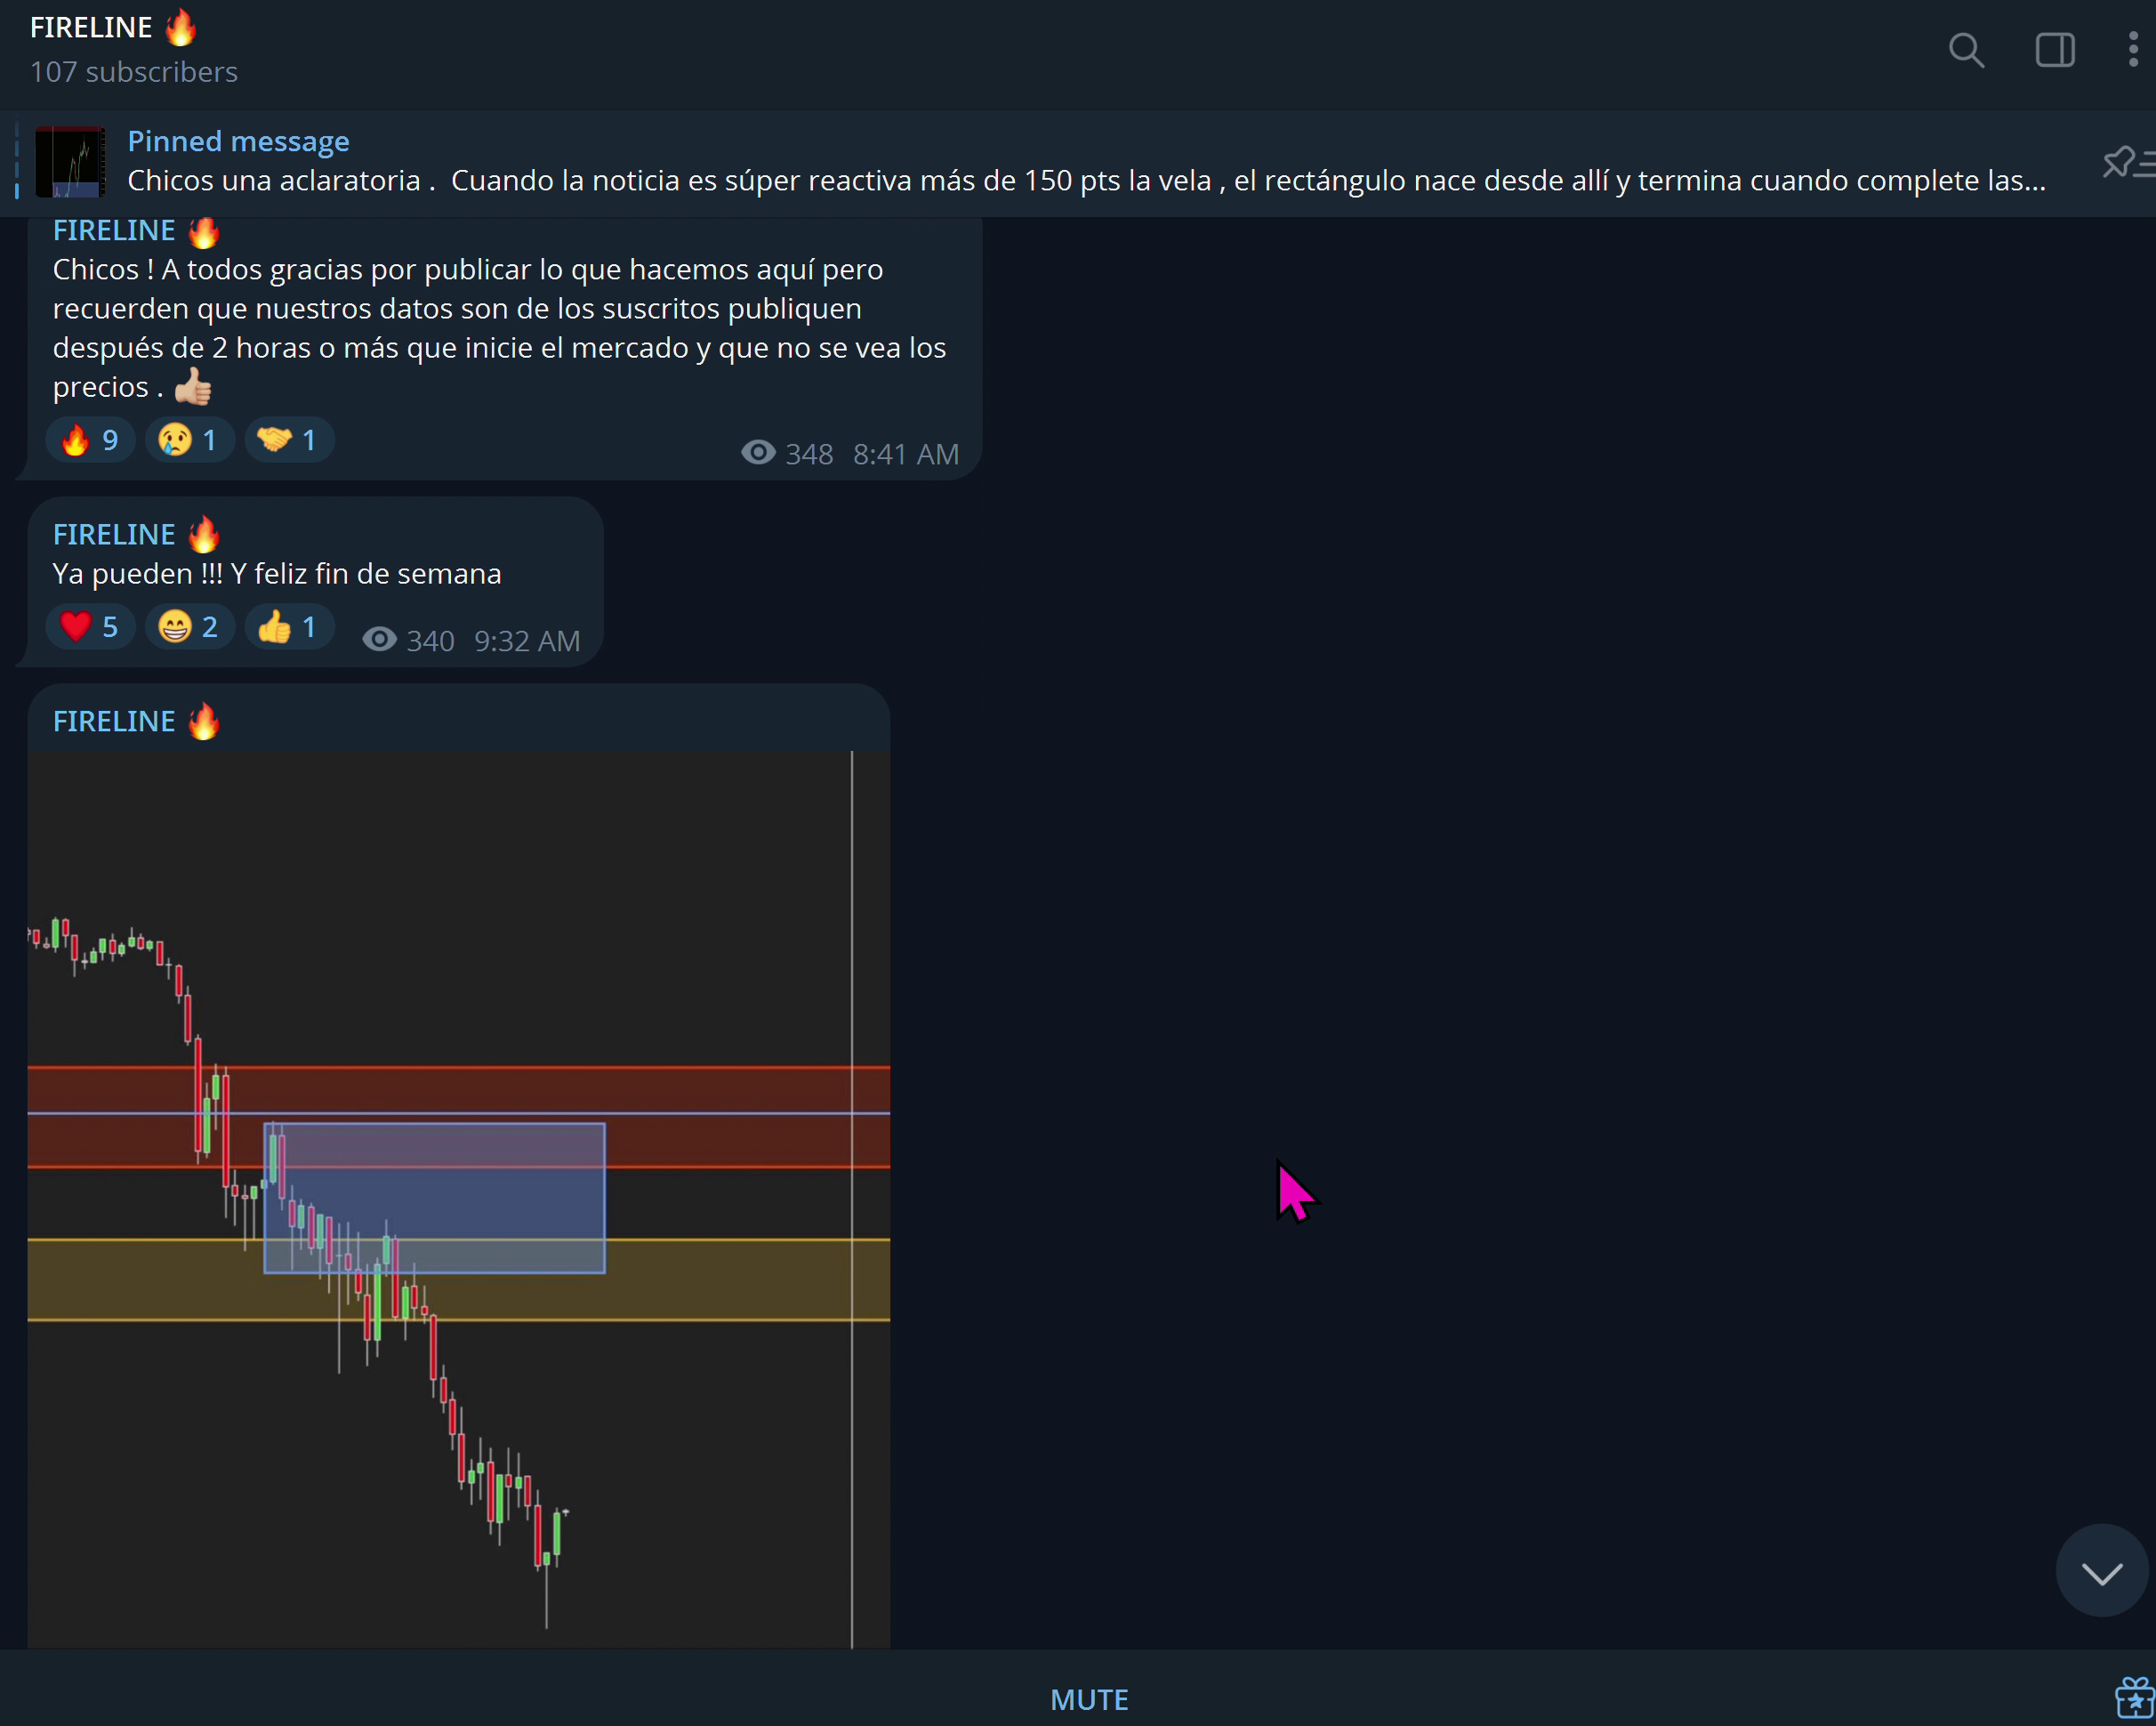 FIRELINE 🔥
107 subscribers
Pinned message
Chicos una aclaratoria .  Cuando la noticia es súper reactiva más de 150 pts la vela , el rectángulo nace desde allí y termina cuando complete las...
FIRELINE 🔥
Chicos ! A todos gracias por publicar lo que hacemos aquí pero
recuerden que nuestros datos son de los suscritos publiquen
después de 2 horas o más que inicie el mercado y que no se vea los
precios . 👍🏼
🔥 9 😢 1 🤝 1 348 8:41 AM
FIRELINE 🔥
Ya pueden !!! Y feliz fin de semana
❤️ 5 😁 2 👍 1 340 9:32 AM
FIRELINE 🔥
MUTE